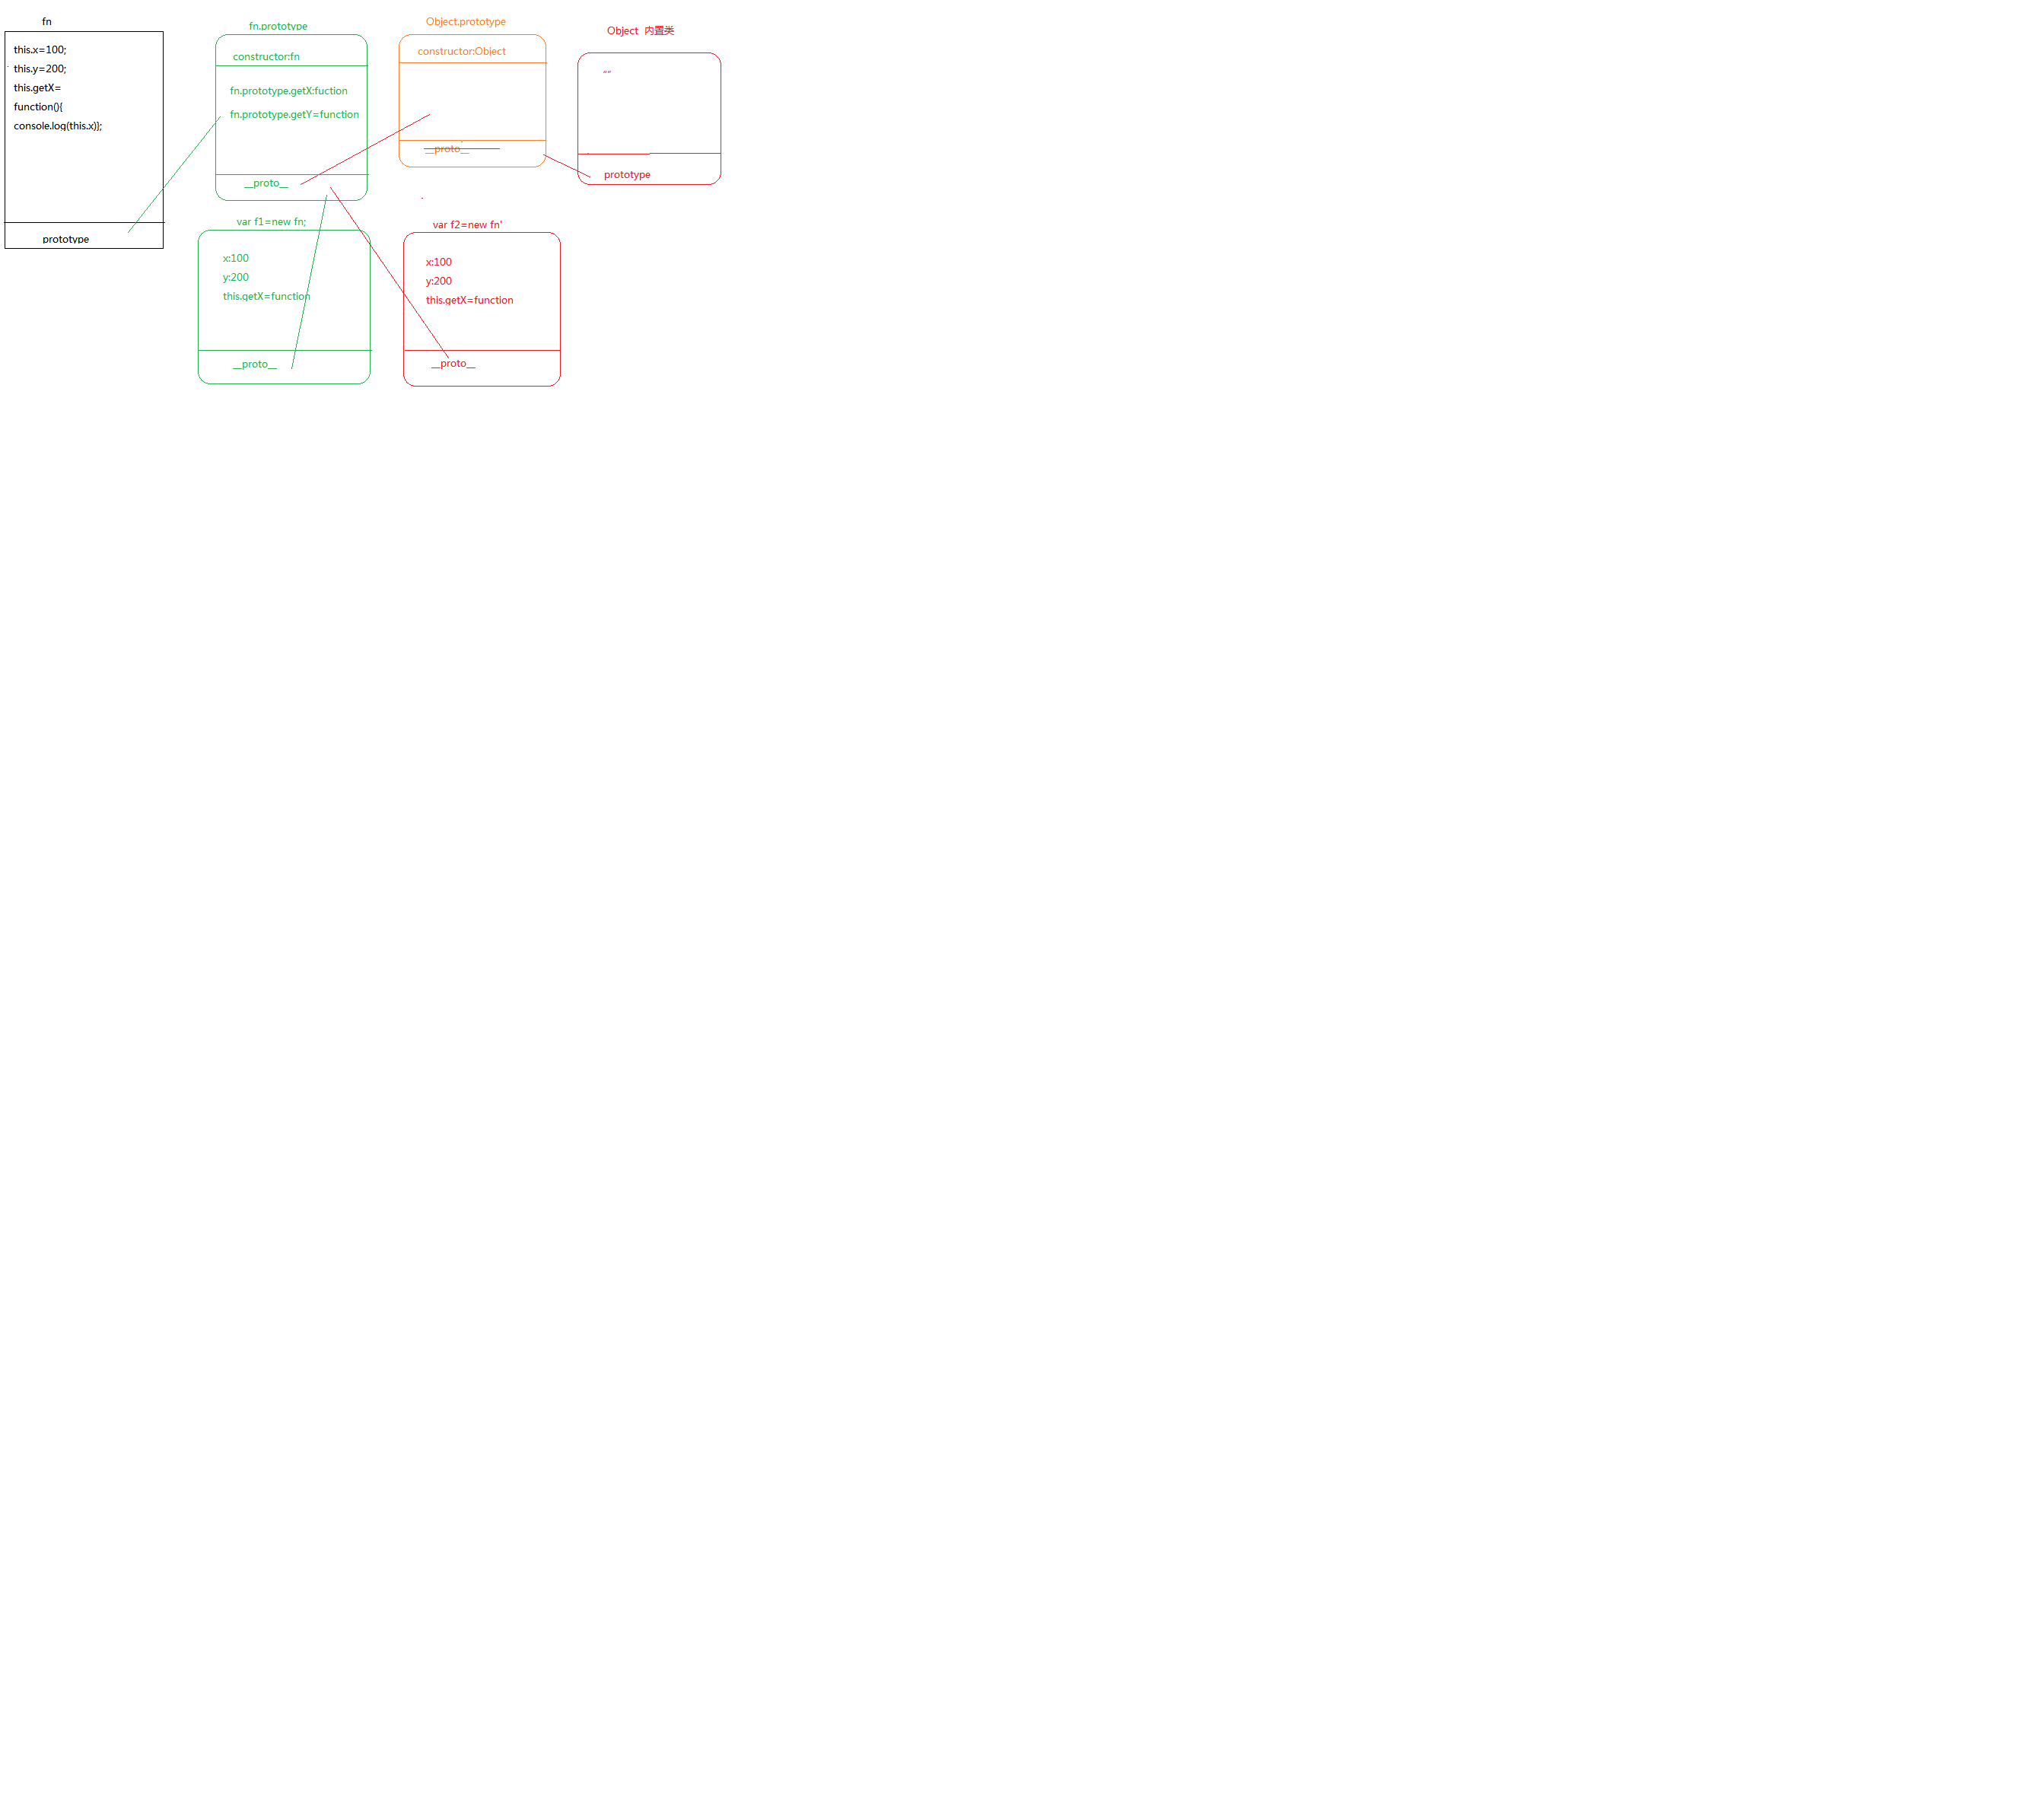 fn
this.x=100;
this.y=200;
this.getX=
function(){
console.log(this.x)};
prototype
fn.prototype
constructor:fn
fn.prototype.getX:fuction
fn.prototype.getY=function
__proto__
Object.prototype
constructor:Object
__proto__
Object 内置类
""
prototype
var f1=new fn;
x:100
y:200
this.getX=function
__proto__
var f2=new fn'
x:100
y:200
this.getX=function
__proto__